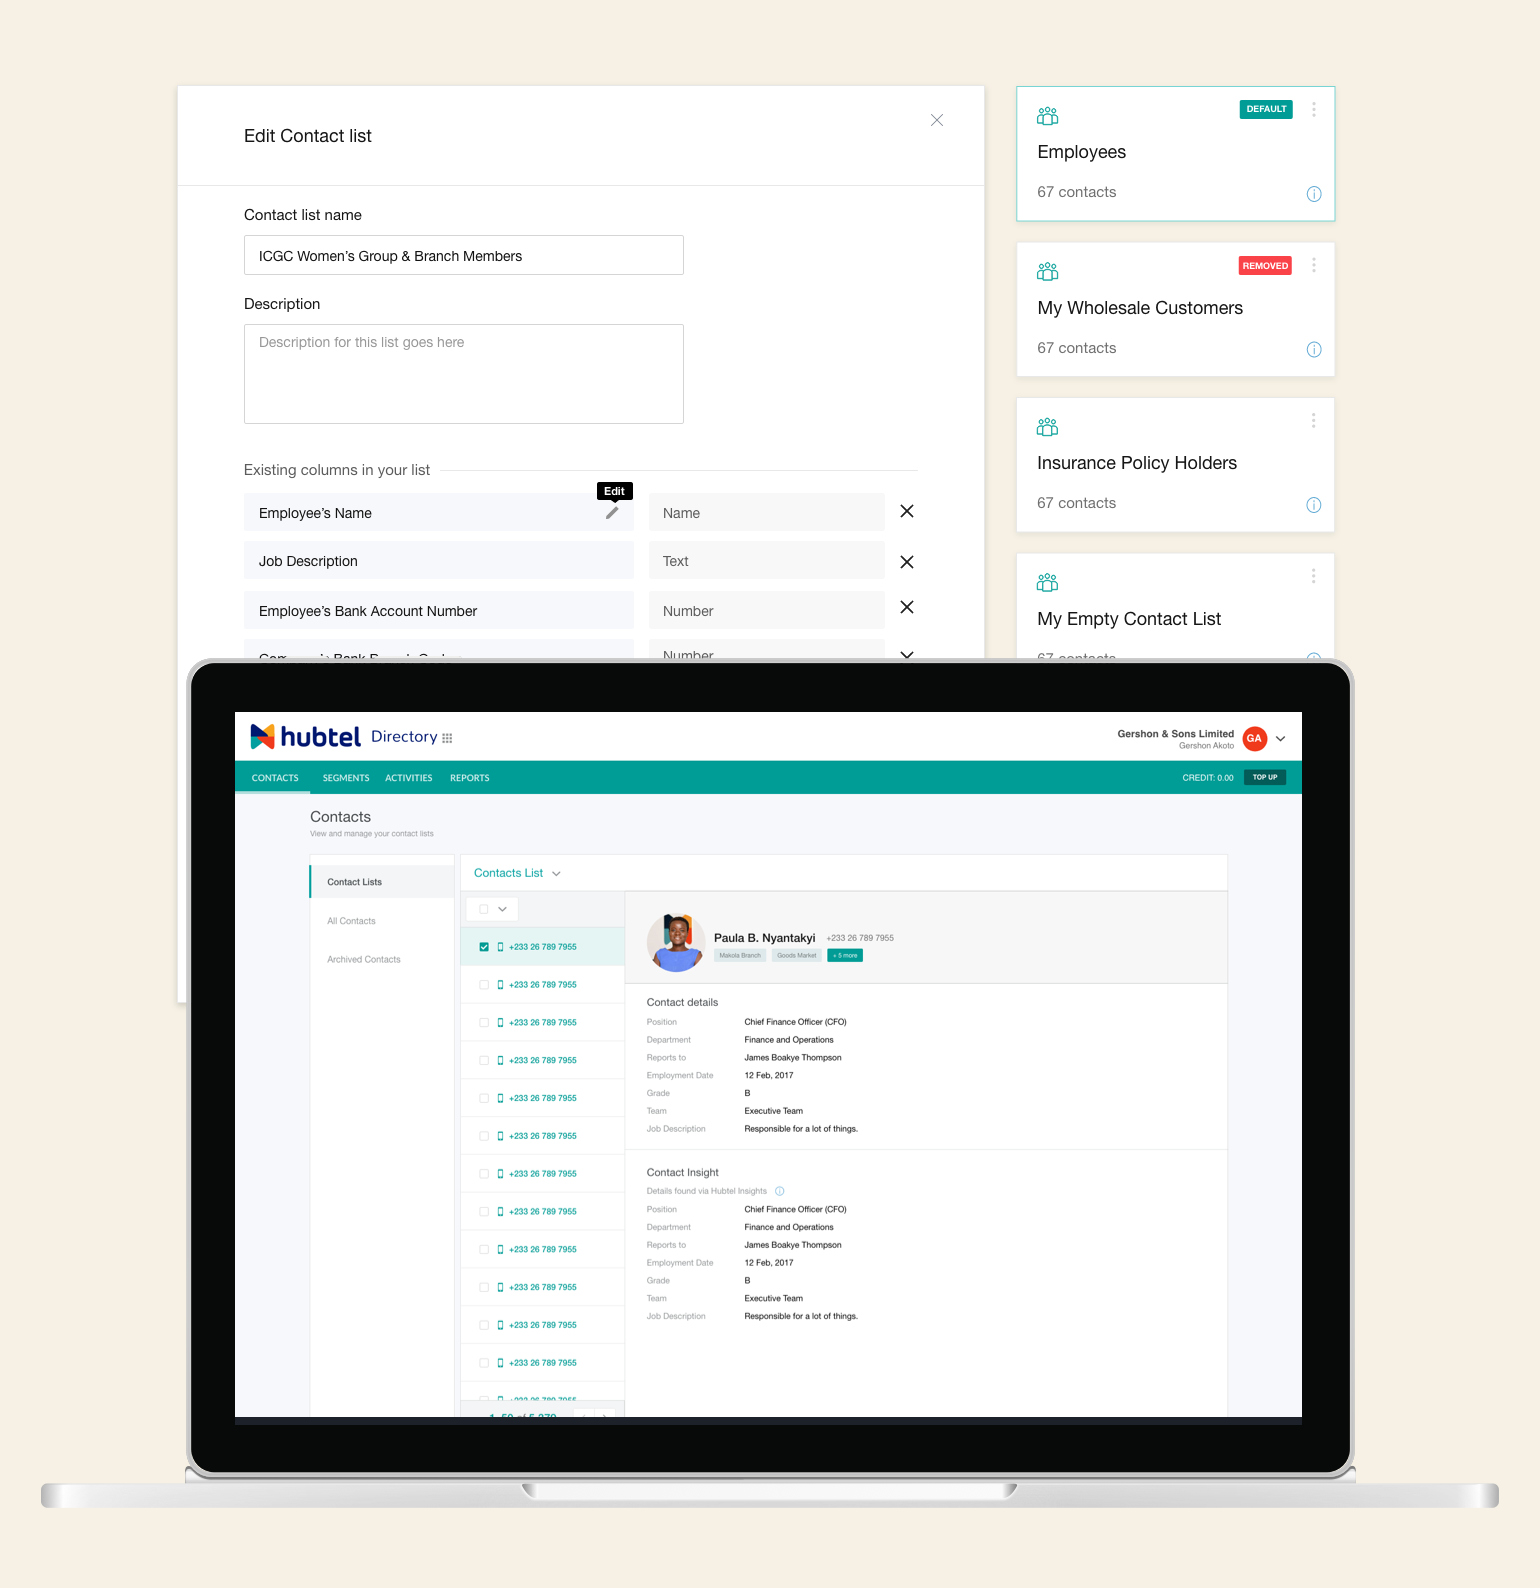 Edit Contact list
Contact list name
ICGC Women's Group & Branch Members
Description
Description for this list goes here
Existing columns in your list
Edit
Employee's Name
Name
Job Description
Text
Employee's Bank Account Number
Number
Number
DEFAULT
Employees
67 contacts
REMOVED
My Wholesale Customers
67 contacts
Insurance Policy Holders
67 contacts
My Empty Contact List
67 contacts
hubtel Directory
Gershon & Sons Limited
Gershon Akoto
GA
CONTACTS SEGMENTS ACTIVITIES REPORTS
CREDIT: 0.00 TOP UP
Contacts
View and manage your contact lists
Contact Lists
All Contacts
Archived Contacts
Contacts List
+233 26 789 7955
+233 26 789 7955
+233 26 789 7955
+233 26 789 7955
+233 26 789 7955
+233 26 789 7955
+233 26 789 7955
+233 26 789 7955
+233 26 789 7955
+233 26 789 7955
+233 26 789 7955
+233 26 789 7955
+233 26 789 7955
Paula B. Nyantakyi +233 26 789 7955
Makola Branch Goods Market + 5 more
Contact details
Position Chief Finance Officer (CFO)
Department Finance and Operations
Reports to James Boakye Thompson
Employment Date 12 Feb, 2017
Grade B
Team Executive Team
Job Description Responsible for a lot of things.
Contact Insight
Details found via Hubtel Insights
Position Chief Finance Officer (CFO)
Department Finance and Operations
Reports to James Boakye Thompson
Employment Date 12 Feb, 2017
Grade B
Team Executive Team
Job Description Responsible for a lot of things.